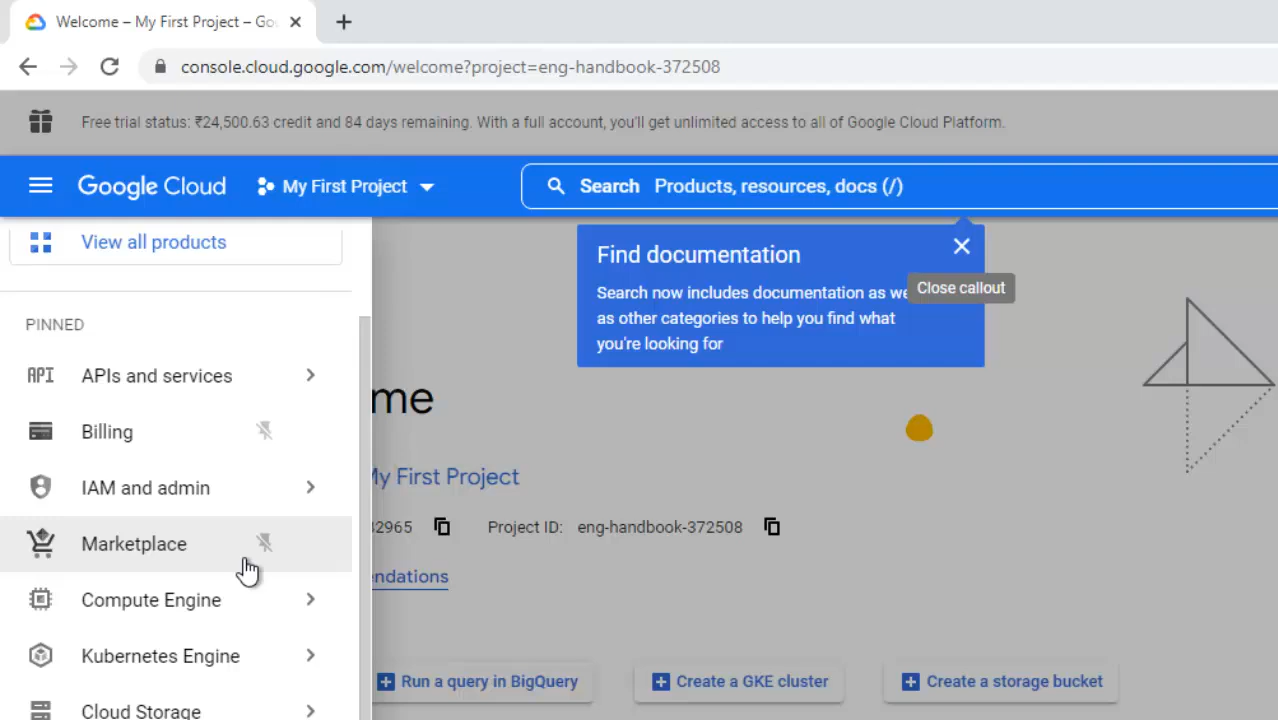 Welcome – My First Project – Go
console.cloud.google.com/welcome?project=eng-handbook-372508
Free trial status: ₹24,500.63 credit and 84 days remaining. With a full account, you'll get unlimited access to all of Google Cloud Platform.
Google Cloud My First Project Search Products, resources, docs (/)
View all products
Find documentation
Close callout
Search now includes documentation as we
as other categories to help you find what
you're looking for
PINNED
API APIs and services
me
Billing
My First Project
IAM and admin
32965 Project ID: eng-handbook-372508
Marketplace
endations
Compute Engine
Kubernetes Engine
Run a query in BigQuery Create a GKE cluster Create a storage bucket
Cloud Storage